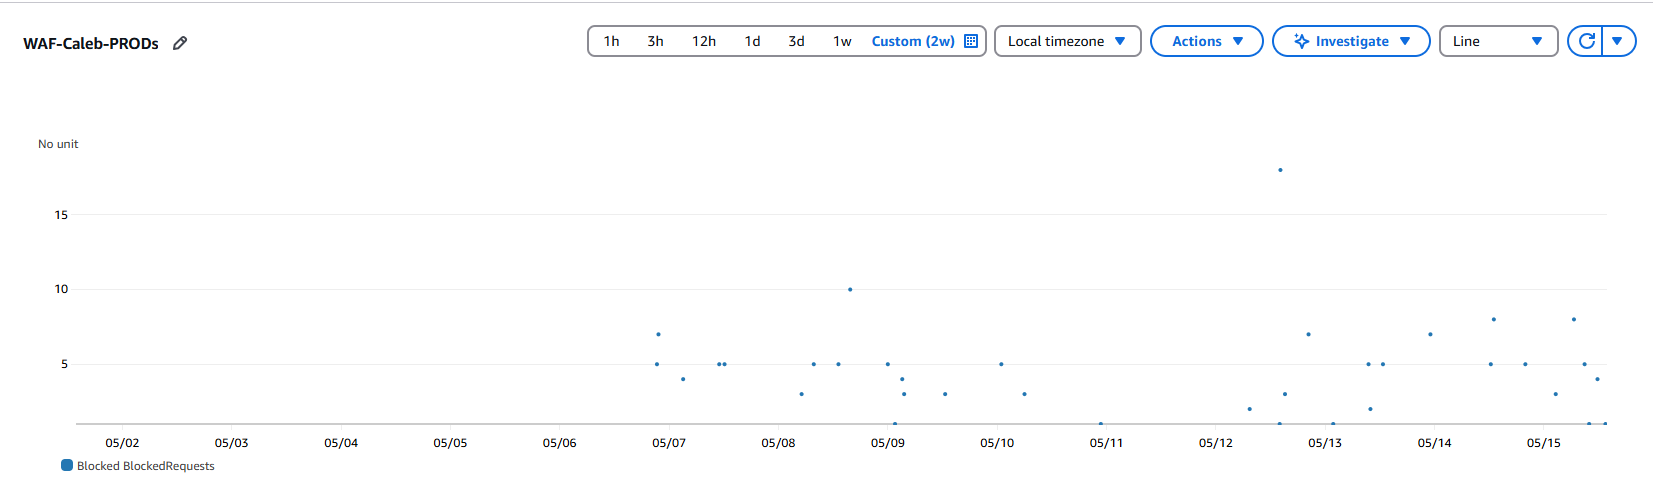 WAF-Caleb-PRODs 1h 3h 12h 1d 3d 1w Custom (2w) Local timezone Actions Investigate Line
No unit
15
10
5
05/02 05/03 05/04 05/05 05/06 05/07 05/08 05/09 05/10 05/11 05/12 05/13 05/14 05/15
Blocked BlockedRequests